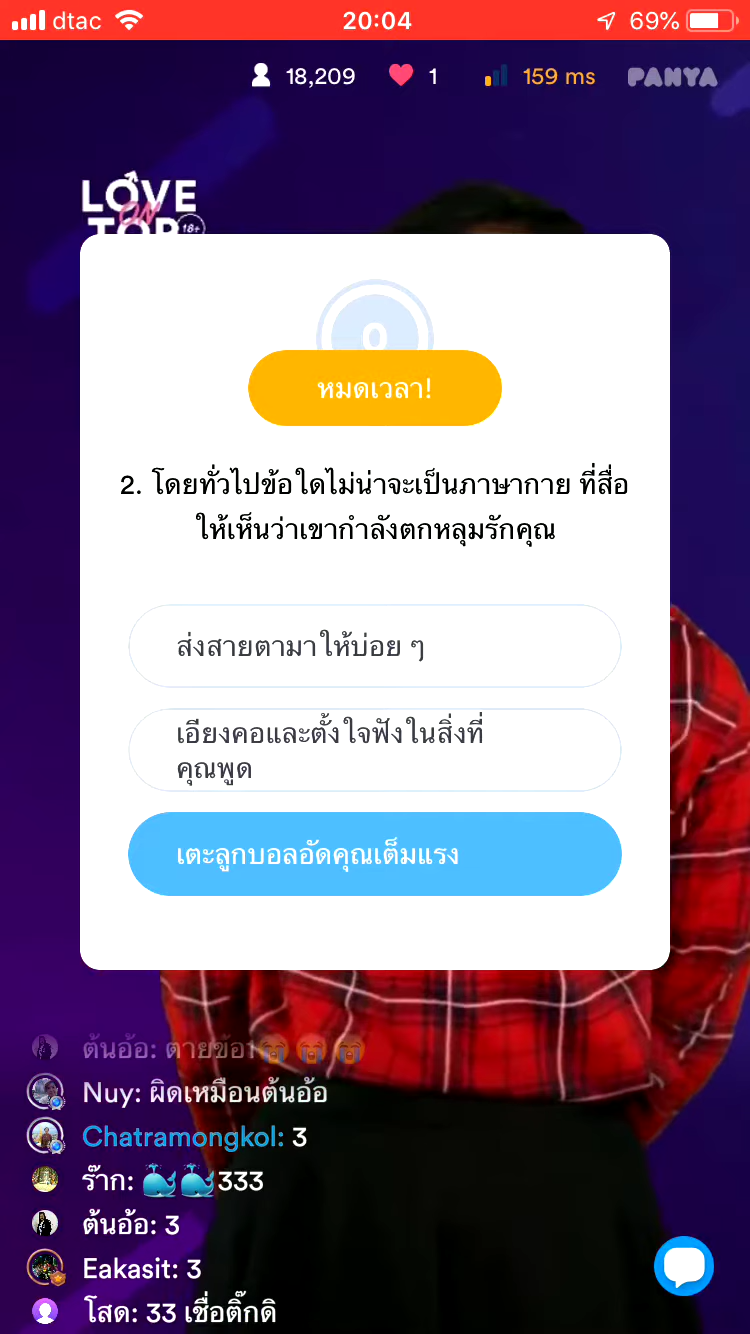 dtac 20:04 69%
18,209 1 159 ms PANYA
LOVE
ON
TOP 18+
0
หมดเวลา!
2. โดยทั่วไปข้อใดไม่น่าจะเป็นภาษากาย ที่สื่อ
ให้เห็นว่าเขากำลังตกหลุมรักคุณ
ส่งสายตามาให้บ่อย ๆ
เอียงคอและตั้งใจฟังในสิ่งที่
คุณพูด
เตะลูกบอลอัดคุณเต็มแรง
ต้นอ้อ: ตายข้อ1😭😭😭
Nuy: ผิดเหมือนต้นอ้อ
Chatramongkol: 3
ร๊าก: 🐳🐳333
ต้นอ้อ: 3
Eakasit: 3
โสด: 33 เชื่อติ๊กดิ